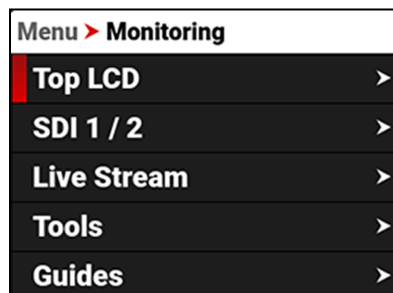 Menu > Monitoring
Top LCD
SDI 1 / 2
Live Stream
Tools
Guides